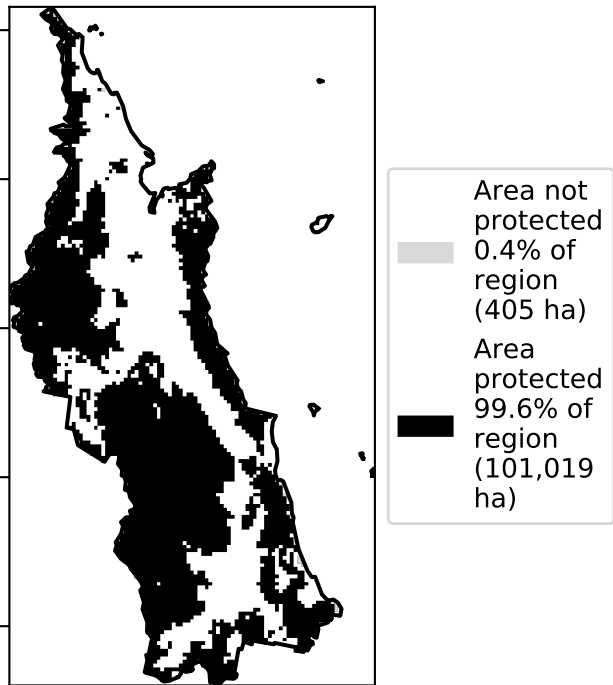 Area not
protected
0.4% of
region
(405 ha)
Area
protected
99.6% of
region
(101,019
ha)